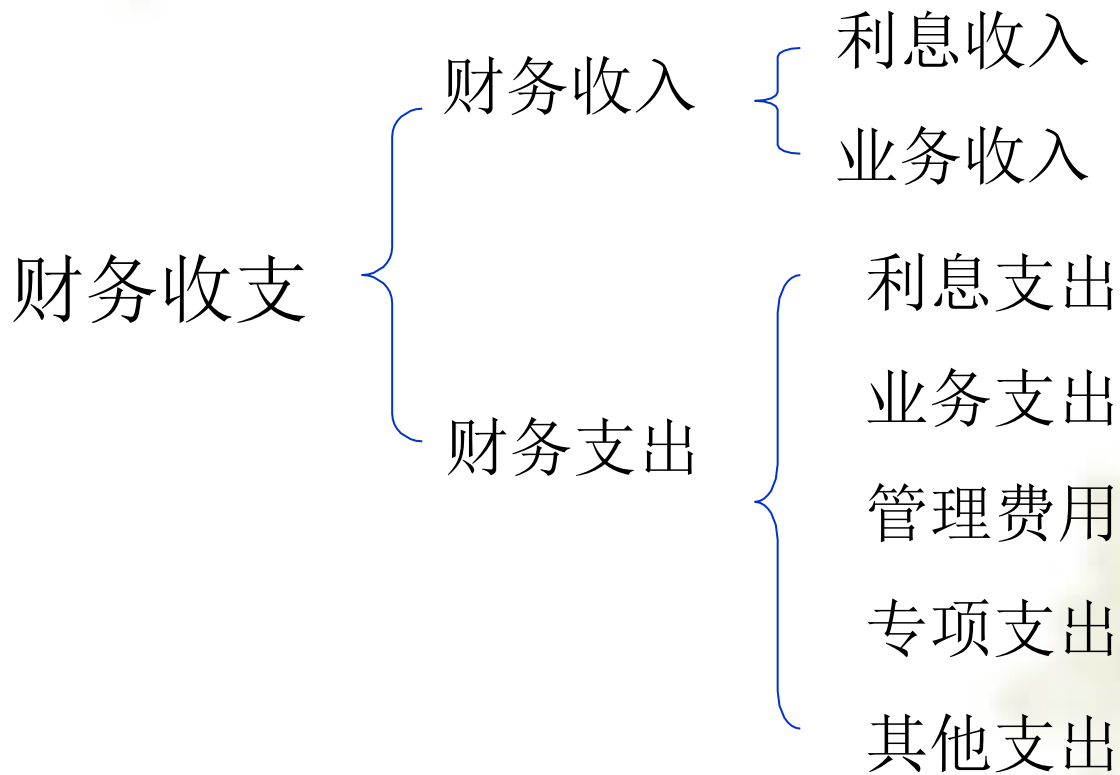 财务收支
财务收入
利息收入
业务收入
财务支出
利息支出
业务支出
管理费用
专项支出
其他支出